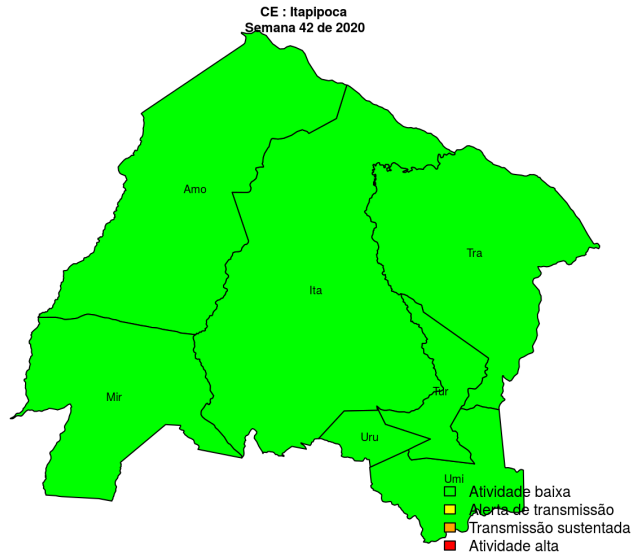 CE : Itapipoca
Semana 42 de 2020
Amo
Tra
Ita
Tur
Mir
Uru
Umi
Atividade baixa
Alerta de transmissão
Transmissão sustentada
Atividade alta